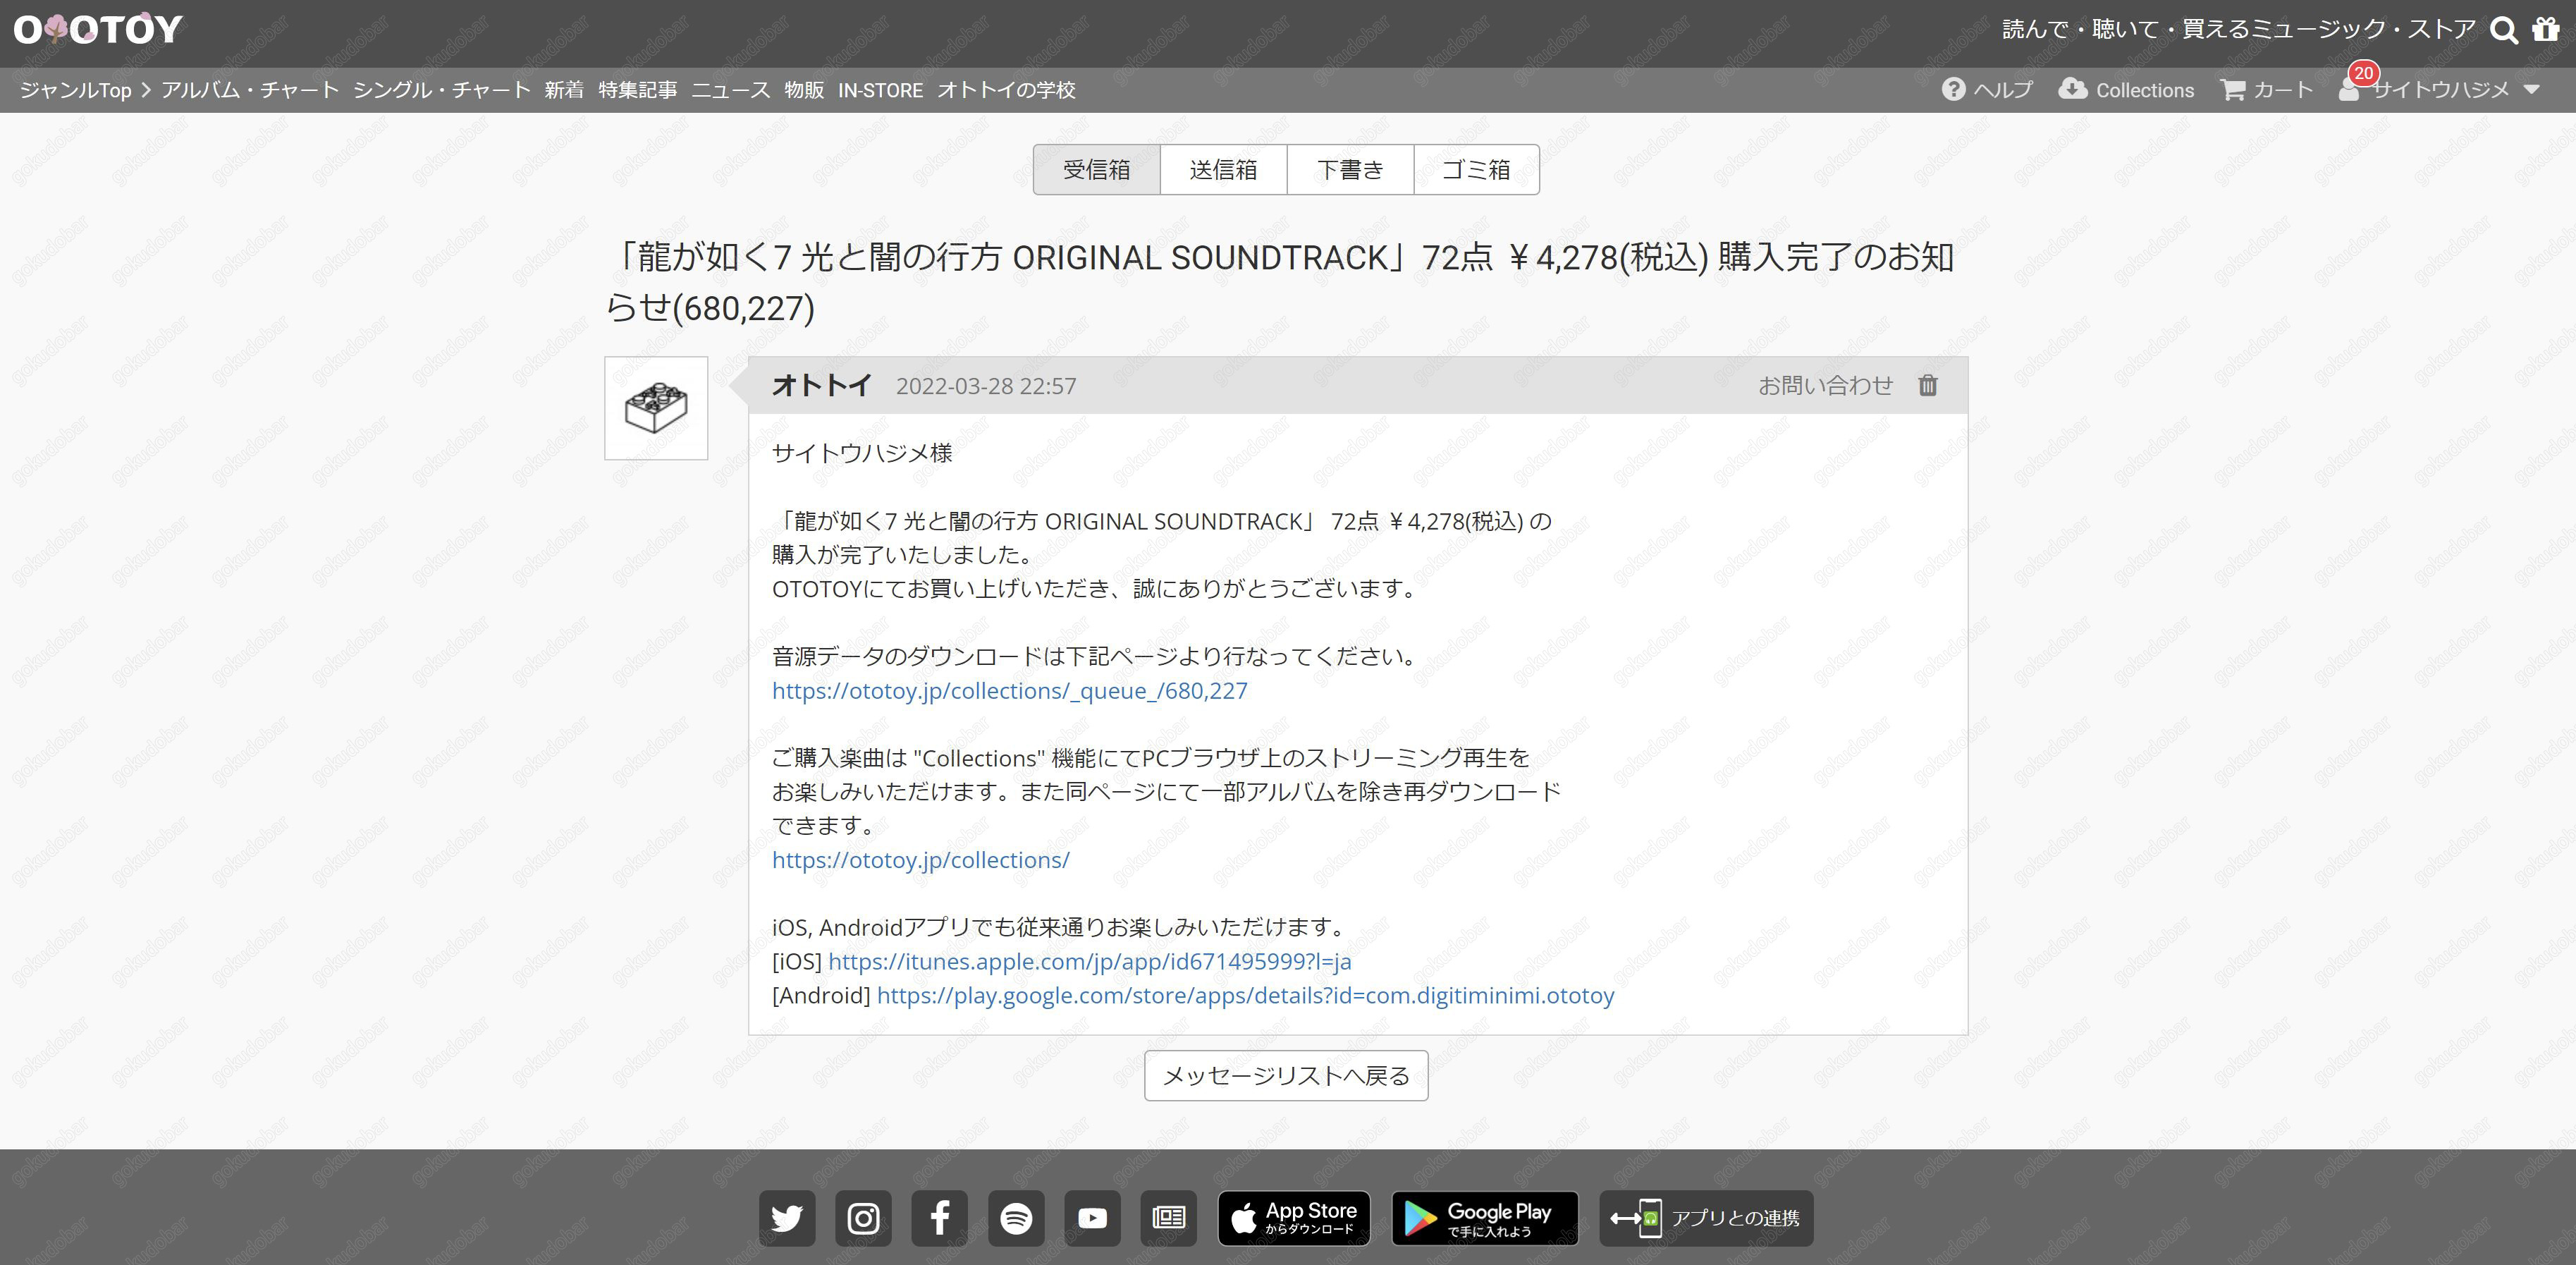 OTOTOY
読んで・聴いて・買えるミュージック・ストア
ジャンルTop アルバム・チャート シングル・チャート 新着 特集記事 ニュース 物販 IN-STORE オトトイの学校
ヘルプ Collections カート 20 サイトウハジメ
受信箱 送信箱 下書き ゴミ箱
「龍が如く7 光と闇の行方 ORIGINAL SOUNDTRACK」72点 ￥4,278(税込) 購入完了のお知
らせ(680,227)
オトトイ 2022-03-28 22:57 お問い合わせ
サイトウハジメ様
「龍が如く7 光と闇の行方 ORIGINAL SOUNDTRACK」 72点 ￥4,278(税込) の
購入が完了いたしました。
OTOTOYにてお買い上げいただき、誠にありがとうございます。
音源データのダウンロードは下記ページより行なってください。
https://ototoy.jp/collections/_queue_/680,227
ご購入楽曲は "Collections" 機能にてPCブラウザ上のストリーミング再生を
お楽しみいただけます。また同ページにて一部アルバムを除き再ダウンロード
できます。
https://ototoy.jp/collections/
iOS, Androidアプリでも従来通りお楽しみいただけます。
[iOS] https://itunes.apple.com/jp/app/id671495999?l=ja
[Android] https://play.google.com/store/apps/details?id=com.digitiminimi.ototoy
メッセージリストへ戻る
App Store
からダウンロード
Google Play
で手に入れよう
アプリとの連携
gokudobar